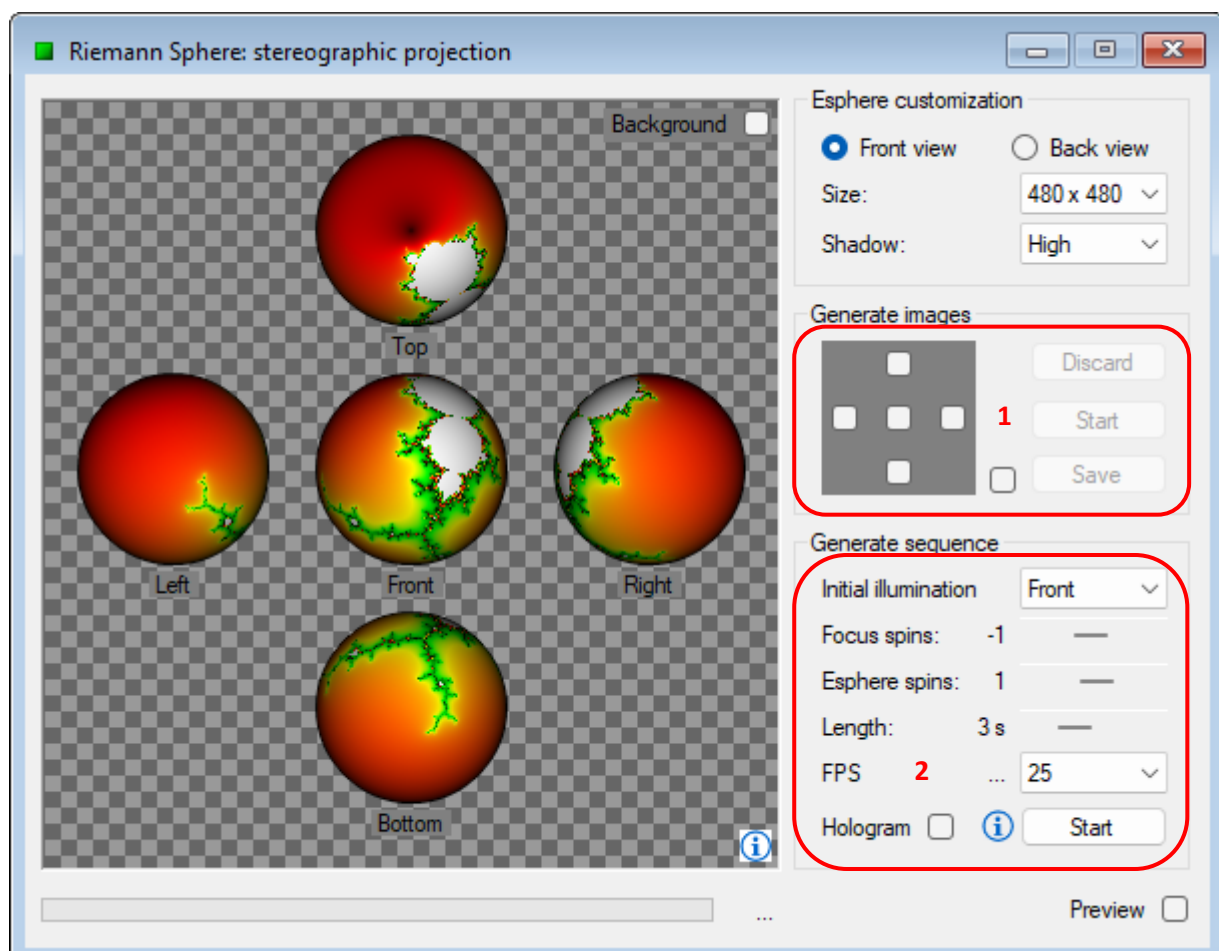 Riemann Sphere: stereographic projection
Background
Top
Left
Front
Right
Bottom
...
Esphere customization
Front view Back view
Size: 480 x 480
Shadow: High
Generate images
Discard
1 Start
Save
Generate sequence
Initial illumination Front
Focus spins: -1
Esphere spins: 1
Length: 3 s
FPS 2 ... 25
Hologram i Start
i
Preview